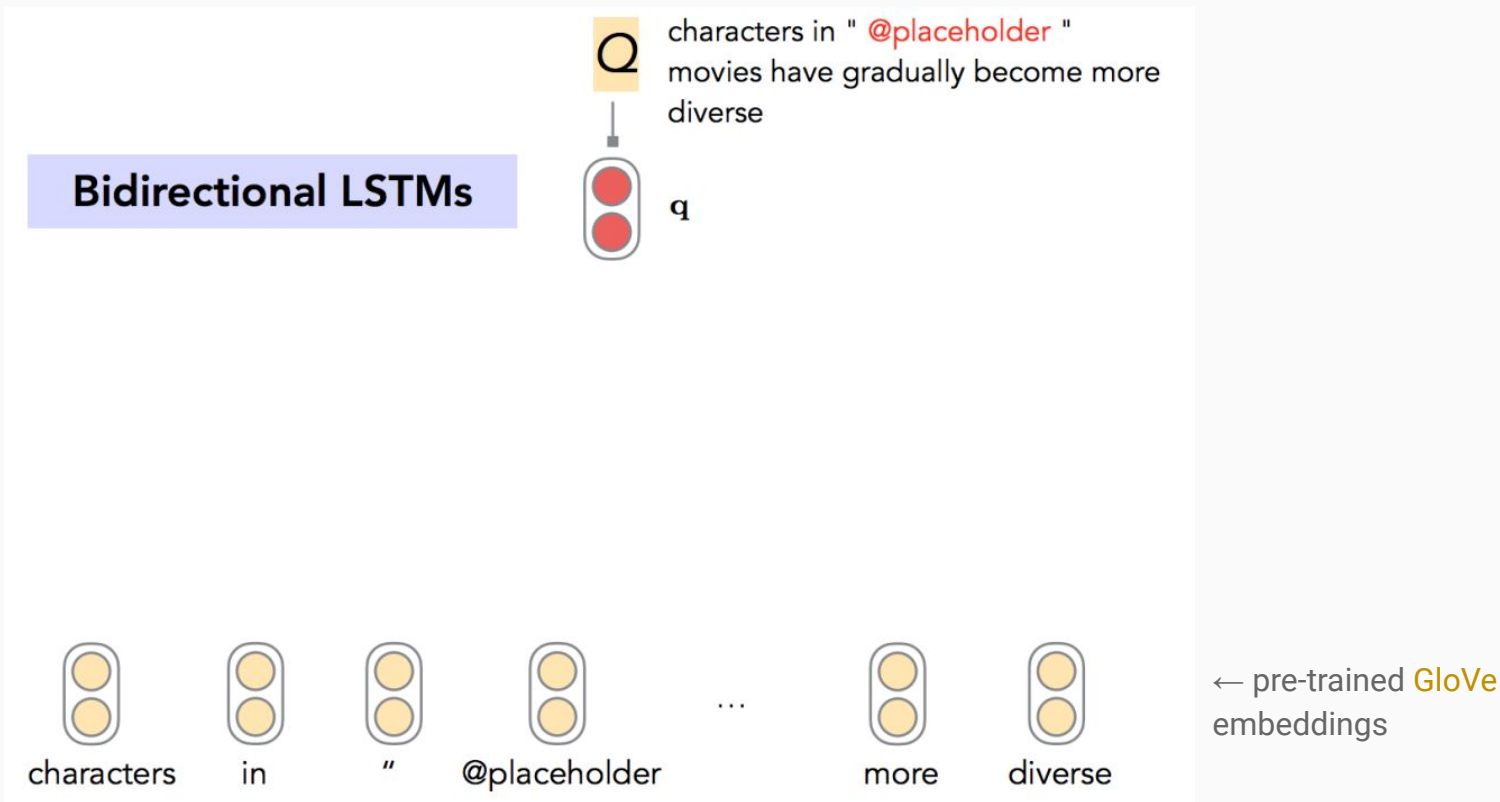 Q
characters in " @placeholder "
movies have gradually become more
diverse
Bidirectional LSTMs
q
← pre-trained GloVe
embeddings
characters in “ @placeholder ... more diverse